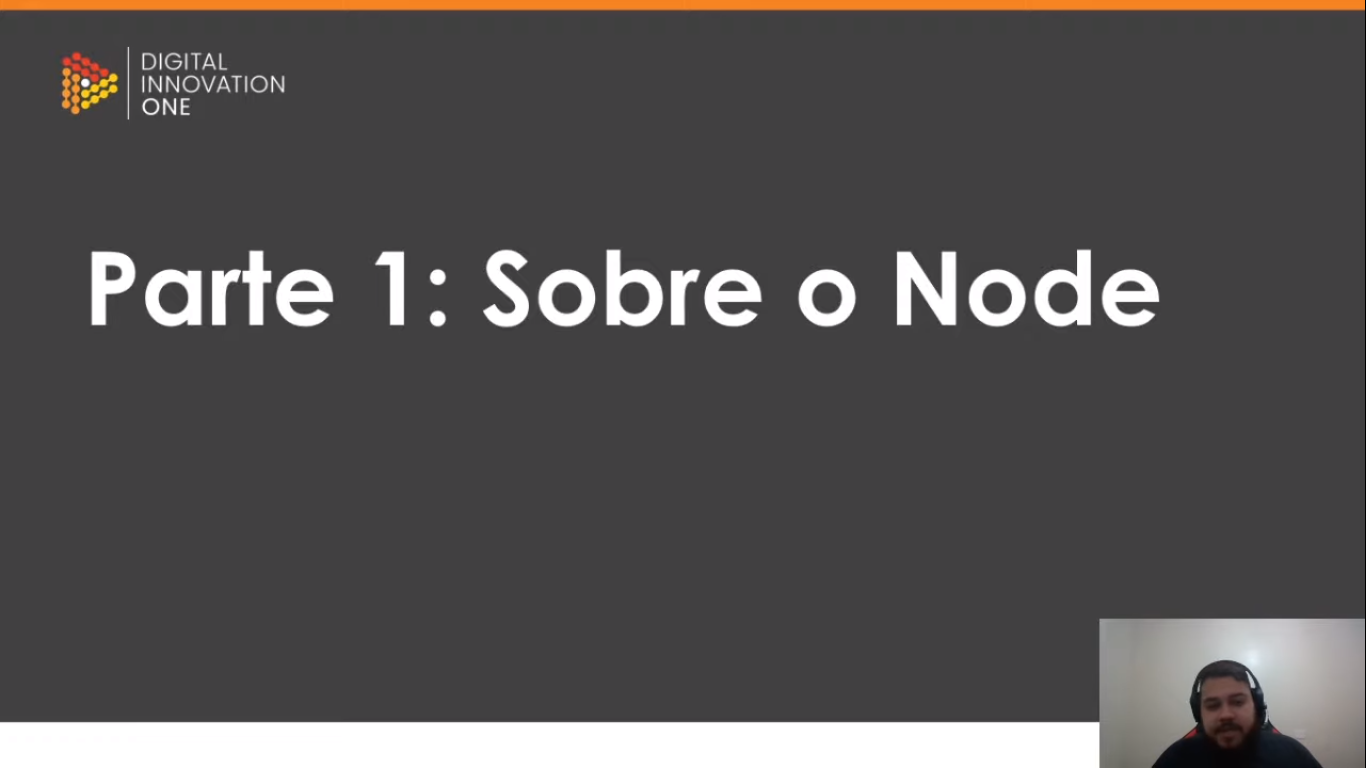 DIGITAL
INNOVATION
ONE
Parte 1: Sobre o Node